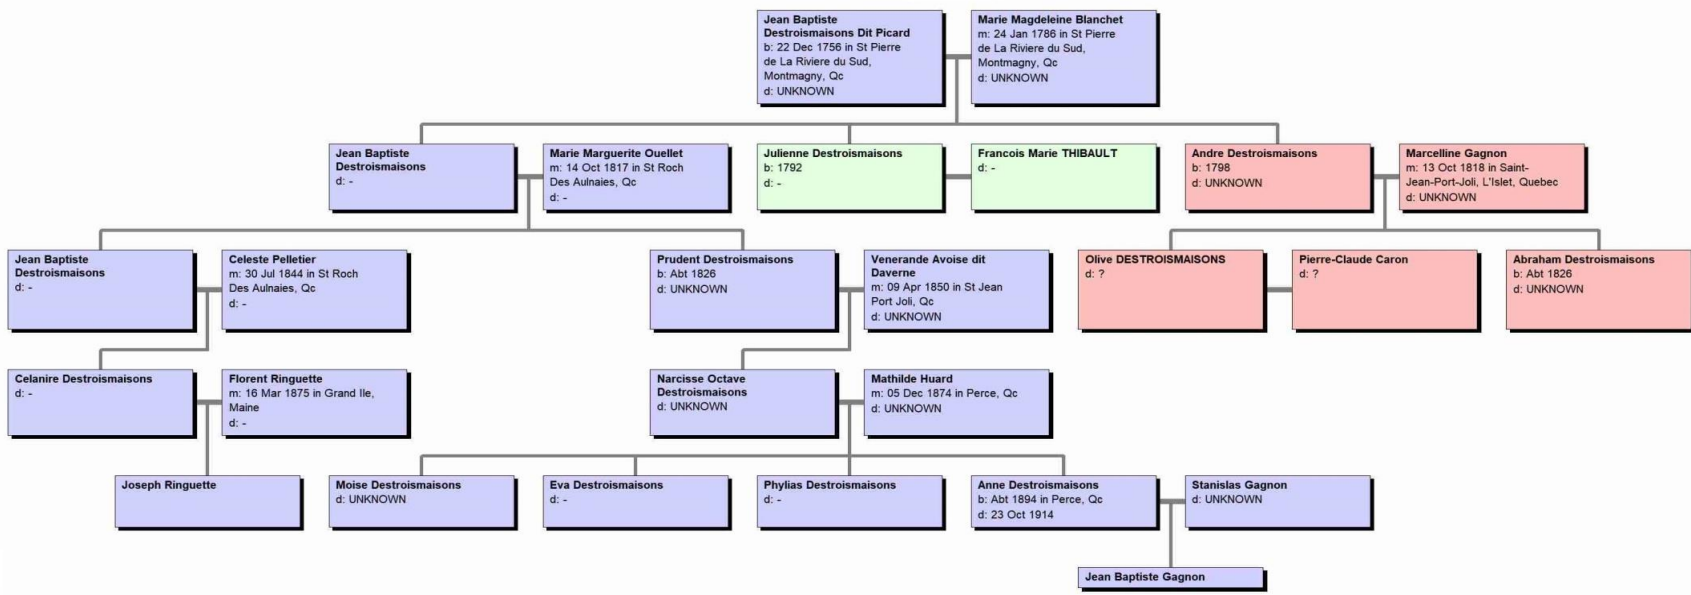 Jean Baptiste
Destroismaisons Dit Picard
b: 22 Dec 1756 in St Pierre
de La Riviere du Sud,
Montmagny, Qc
d: UNKNOWN
Marie Magdeleine Blanchet
m: 24 Jan 1786 in St Pierre
de La Riviere du Sud,
Montmagny, Qc
d: UNKNOWN
Jean Baptiste
Destroismaisons
d: -
Marie Marguerite Ouellet
m: 14 Oct 1817 in St Roch
Des Aulnaies, Qc
d: -
Julienne Destroismaisons
b: 1792
d: -
Francois Marie THIBAULT
d: -
Andre Destroismaisons
b: 1798
d: UNKNOWN
Marcelline Gagnon
m: 13 Oct 1818 in Saint-
Jean-Port-Joli, L'Islet, Quebec
d: UNKNOWN
Jean Baptiste
Destroismaisons
d: -
Celeste Pelletier
m: 30 Jul 1844 in St Roch
Des Aulnaies, Qc
d: -
Prudent Destroismaisons
b: Abt 1826
d: UNKNOWN
Venerande Avoise dit
Daverne
m: 09 Apr 1850 in St Jean
Port Joli, Qc
d: UNKNOWN
Olive DESTROISMAISONS
d: ?
Pierre-Claude Caron
d: ?
Abraham Destroismaisons
b: Abt 1826
d: UNKNOWN
Celanire Destroismaisons
d: -
Florent Ringuette
m: 16 Mar 1875 in Grand Ile,
Maine
d: -
Narcisse Octave
Destroismaisons
d: UNKNOWN
Mathilde Huard
m: 05 Dec 1874 in Perce, Qc
d: UNKNOWN
Joseph Ringuette
Moise Destroismaisons
d: UNKNOWN
Eva Destroismaisons
d: -
Phylias Destroismaisons
d: -
Anne Destroismaisons
b: Abt 1894 in Perce, Qc
d: 23 Oct 1914
Stanislas Gagnon
d: UNKNOWN
Jean Baptiste Gagnon